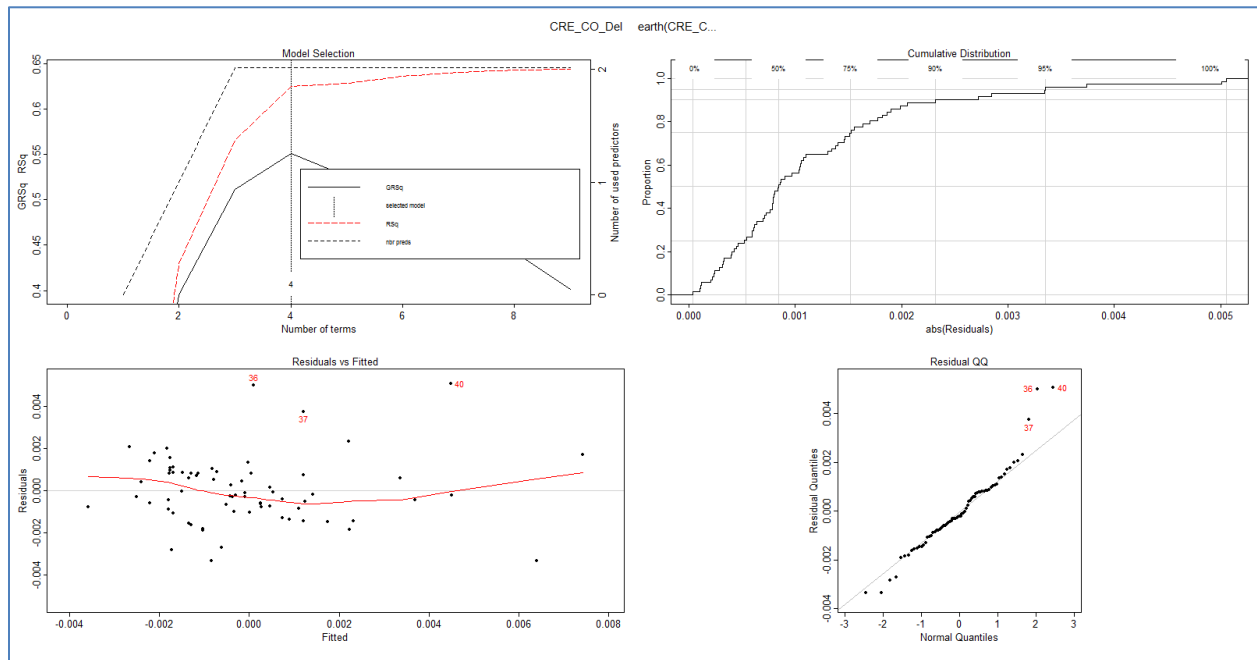 CRE_CO_Del earth(CRE_C...
Model Selection
GRSq RSq
0.65
0.6
0.55
0.5
0.45
0.4
2
1
0
Number of used predictors
GRSq
selected model
RSq
nbr preds
4
0 2 4 6 8
Number of terms
Cumulative Distribution
0% 50% 75% 90% 95% 100%
Proportion
1.0
0.8
0.6
0.4
0.2
0.0
0.000 0.001 0.002 0.003 0.004 0.005
abs(Residuals)
Residuals vs Fitted
36
40
37
Residuals
0.004
0.002
0.000
-0.002
-0.004
-0.004 -0.002 0.000 0.002 0.004 0.006 0.008
Fitted
Residual QQ
36 40
37
Residual Quantiles
0.004
0.002
0.000
-0.002
-0.004
-3 -2 -1 0 1 2 3
Normal Quantiles